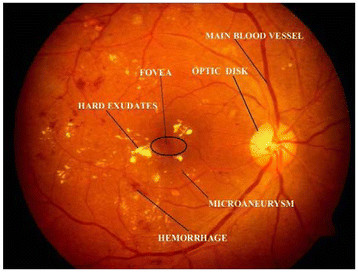 MAIN BLOOD VESSEL
FOVEA
OPTIC DISK
HARD EXUDATES
MICROANEURYSM
HEMORRHAGE